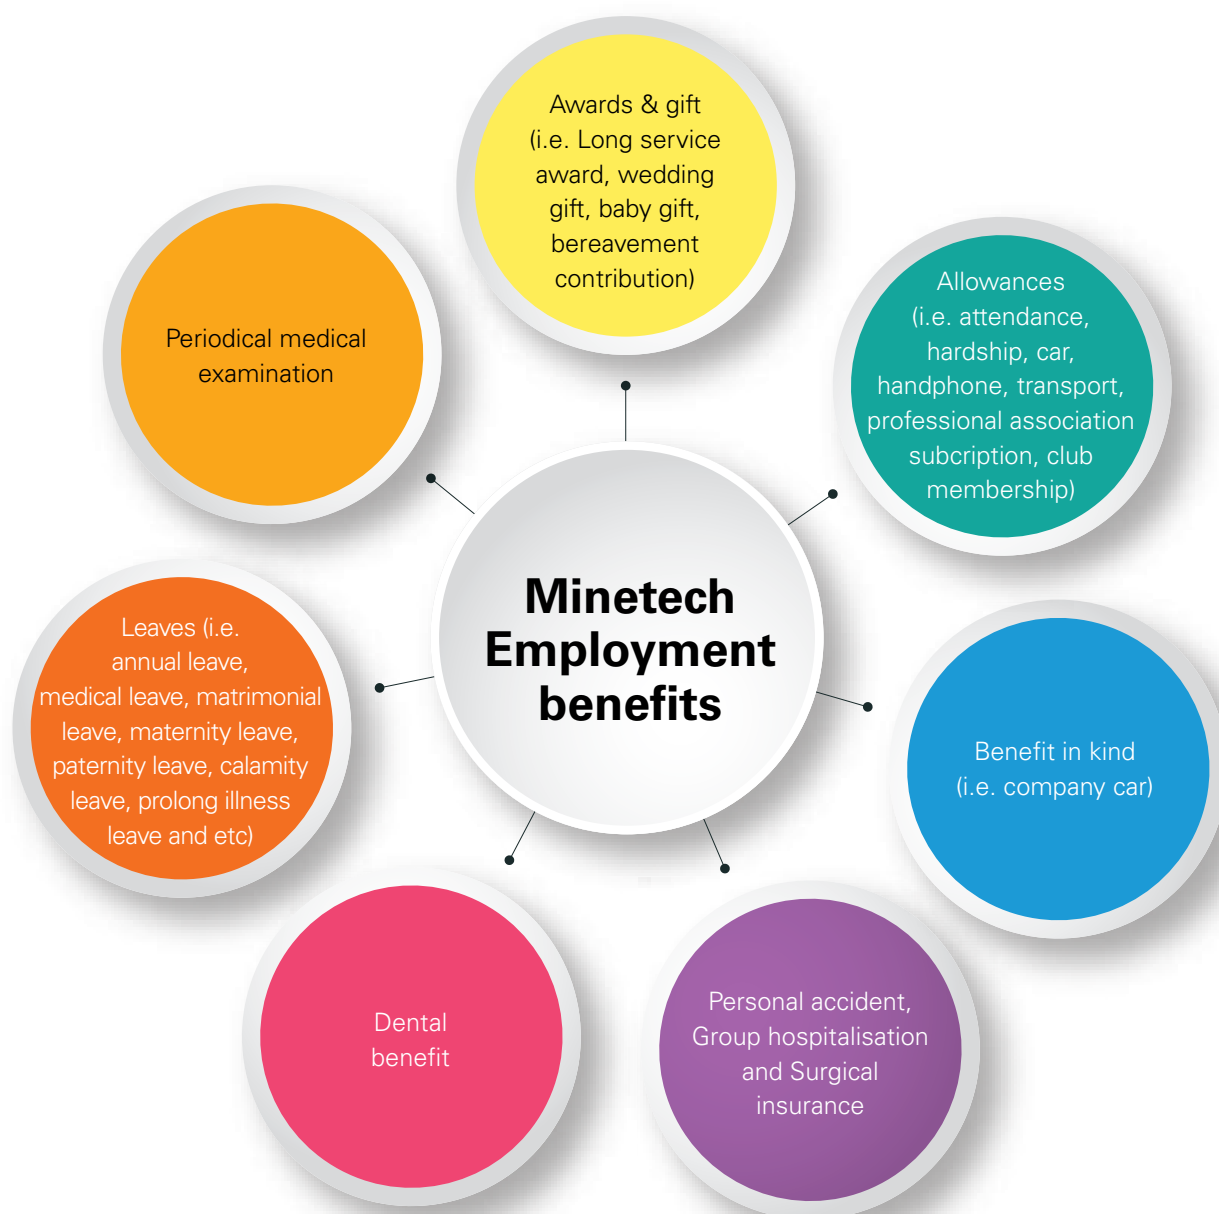 Awards & gift
(i.e. Long service
award, wedding
gift, baby gift,
bereavement
contribution)
Allowances
(i.e. attendance,
hardship, car,
handphone, transport,
professional association
subcription, club
membership)
Periodical medical
examination
Minetech
Employment
benefits
Leaves (i.e.
annual leave,
medical leave, matrimonial
leave, maternity leave,
paternity leave, calamity
leave, prolong illness
leave and etc)
Benefit in kind
(i.e. company car)
Dental
benefit
Personal accident,
Group hospitalisation
and Surgical
insurance